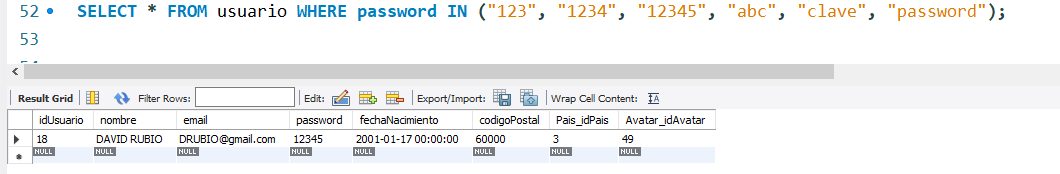 52 SELECT * FROM usuario WHERE password IN ("123", "1234", "12345", "abc", "clave", "password");
53
Result Grid Filter Rows: Edit: Export/Import: Wrap Cell Content:
idUsuario nombre email password fechaNacimiento codigoPostal Pais_idPais Avatar_idAvatar
18 DAVID RUBIO DRUBIO@gmail.com 12345 2001-01-17 00:00:00 60000 3 49
NULL NULL NULL NULL NULL NULL NULL NULL